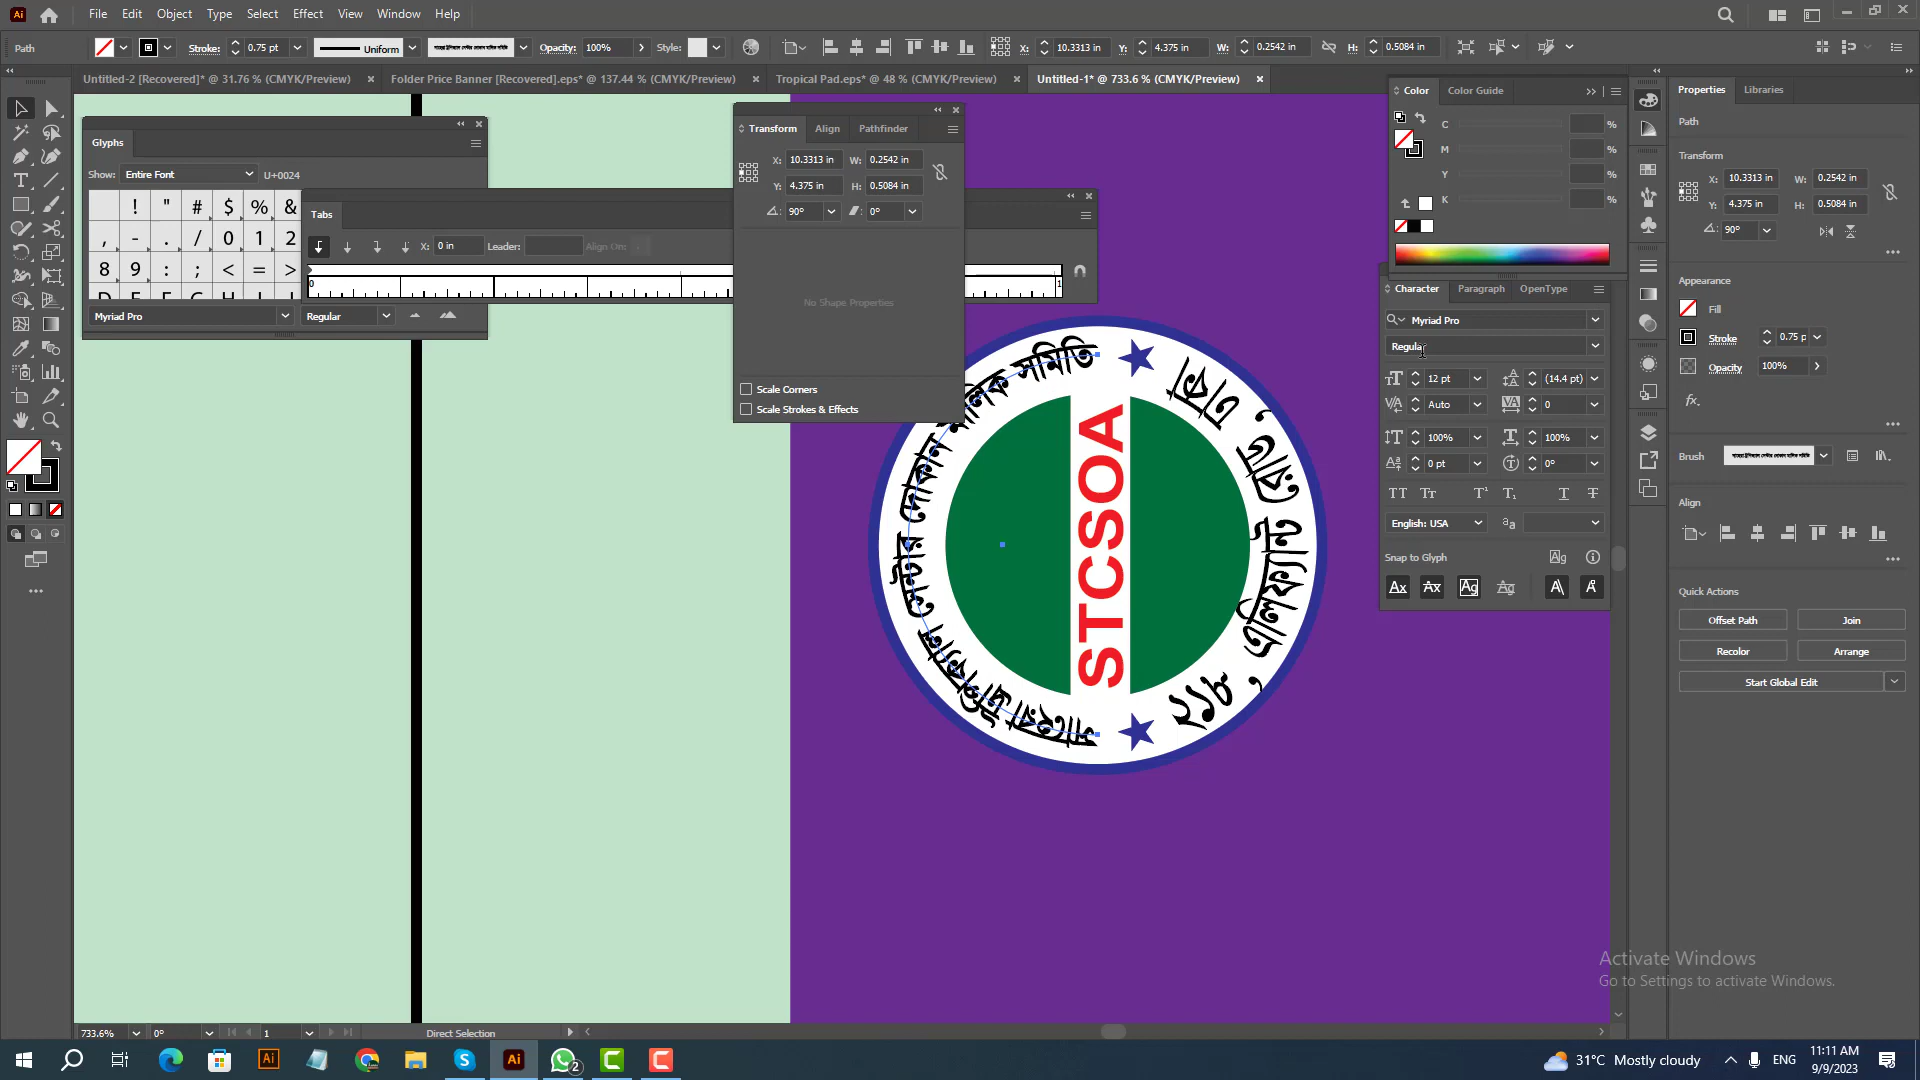 Ai File Edit Object Type Select Effect View Window Help
Path Stroke: 0.75 pt Uniform Opacity: 100% Style: X: 10.3313 in Y: 4.375 in W: 0.2542 in H: 0.5084 in
Untitled-2 [Recovered]* @ 31.76 % (CMYK/Preview) Folder Price Banner [Recovered].eps* @ 137.44 % (CMYK/Preview) Tropical Pad.eps* @ 48 % (CMYK/Preview) Untitled-1* @ 733.6 % (CMYK/Preview)
Glyphs
Show: Entire Font U+0024
! " # $ % &
, - . / 0 1 2
8 9 : ; < = >
Myriad Pro Regular
Tabs
X: 0 in Leader: Align On:
0 1
Transform Align Pathfinder
X: 10.3313 in W: 0.2542 in
Y: 4.375 in H: 0.5084 in
90° 0°
No Shape Properties
Scale Corners
Scale Strokes & Effects
STCSOA
Color Color Guide
C %
M %
Y %
K %
Character Paragraph OpenType
Myriad Pro
Regular
12 pt (14.4 pt)
Auto 0
100% 100%
0 pt 0°
English: USA
Snap to Glyph
Properties Libraries
Path
Transform
X: 10.3313 in W: 0.2542 in
Y: 4.375 in H: 0.5084 in
90°
Appearance
Fill
Stroke 0.75 p
Opacity 100%
fx.
Brush
Align
Quick Actions
Offset Path Join
Recolor Arrange
Start Global Edit
Activate Windows
Go to Settings to activate Windows.
733.6% 0° 1 Direct Selection
31°C Mostly cloudy ENG 11:11 AM
9/9/2023